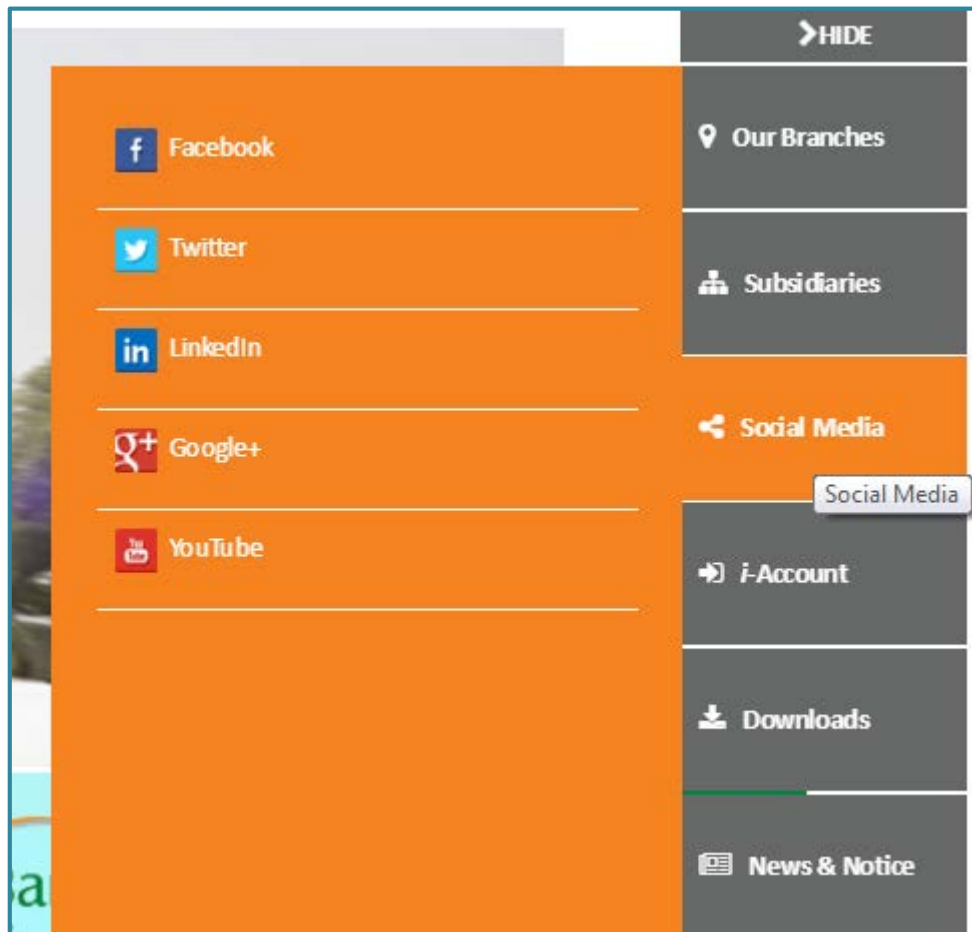 HIDE
Facebook
Twitter
LinkedIn
Google+
YouTube
Our Branches
Subsidiaries
Social Media
Social Media
i-Account
Downloads
News & Notice